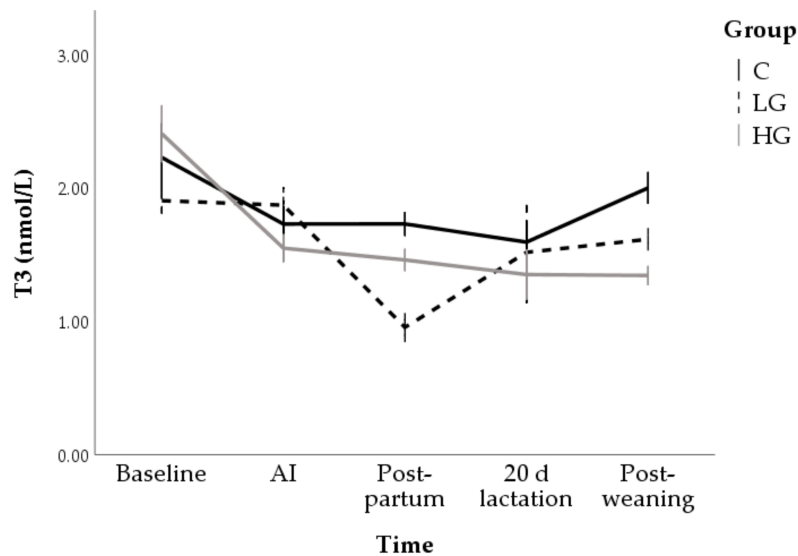 Group
C
LG
HG
T3 (nmol/L)
3.00
2.00
1.00
0.00
Baseline
AI
Post-
partum
20 d
lactation
Post-
weaning
Time